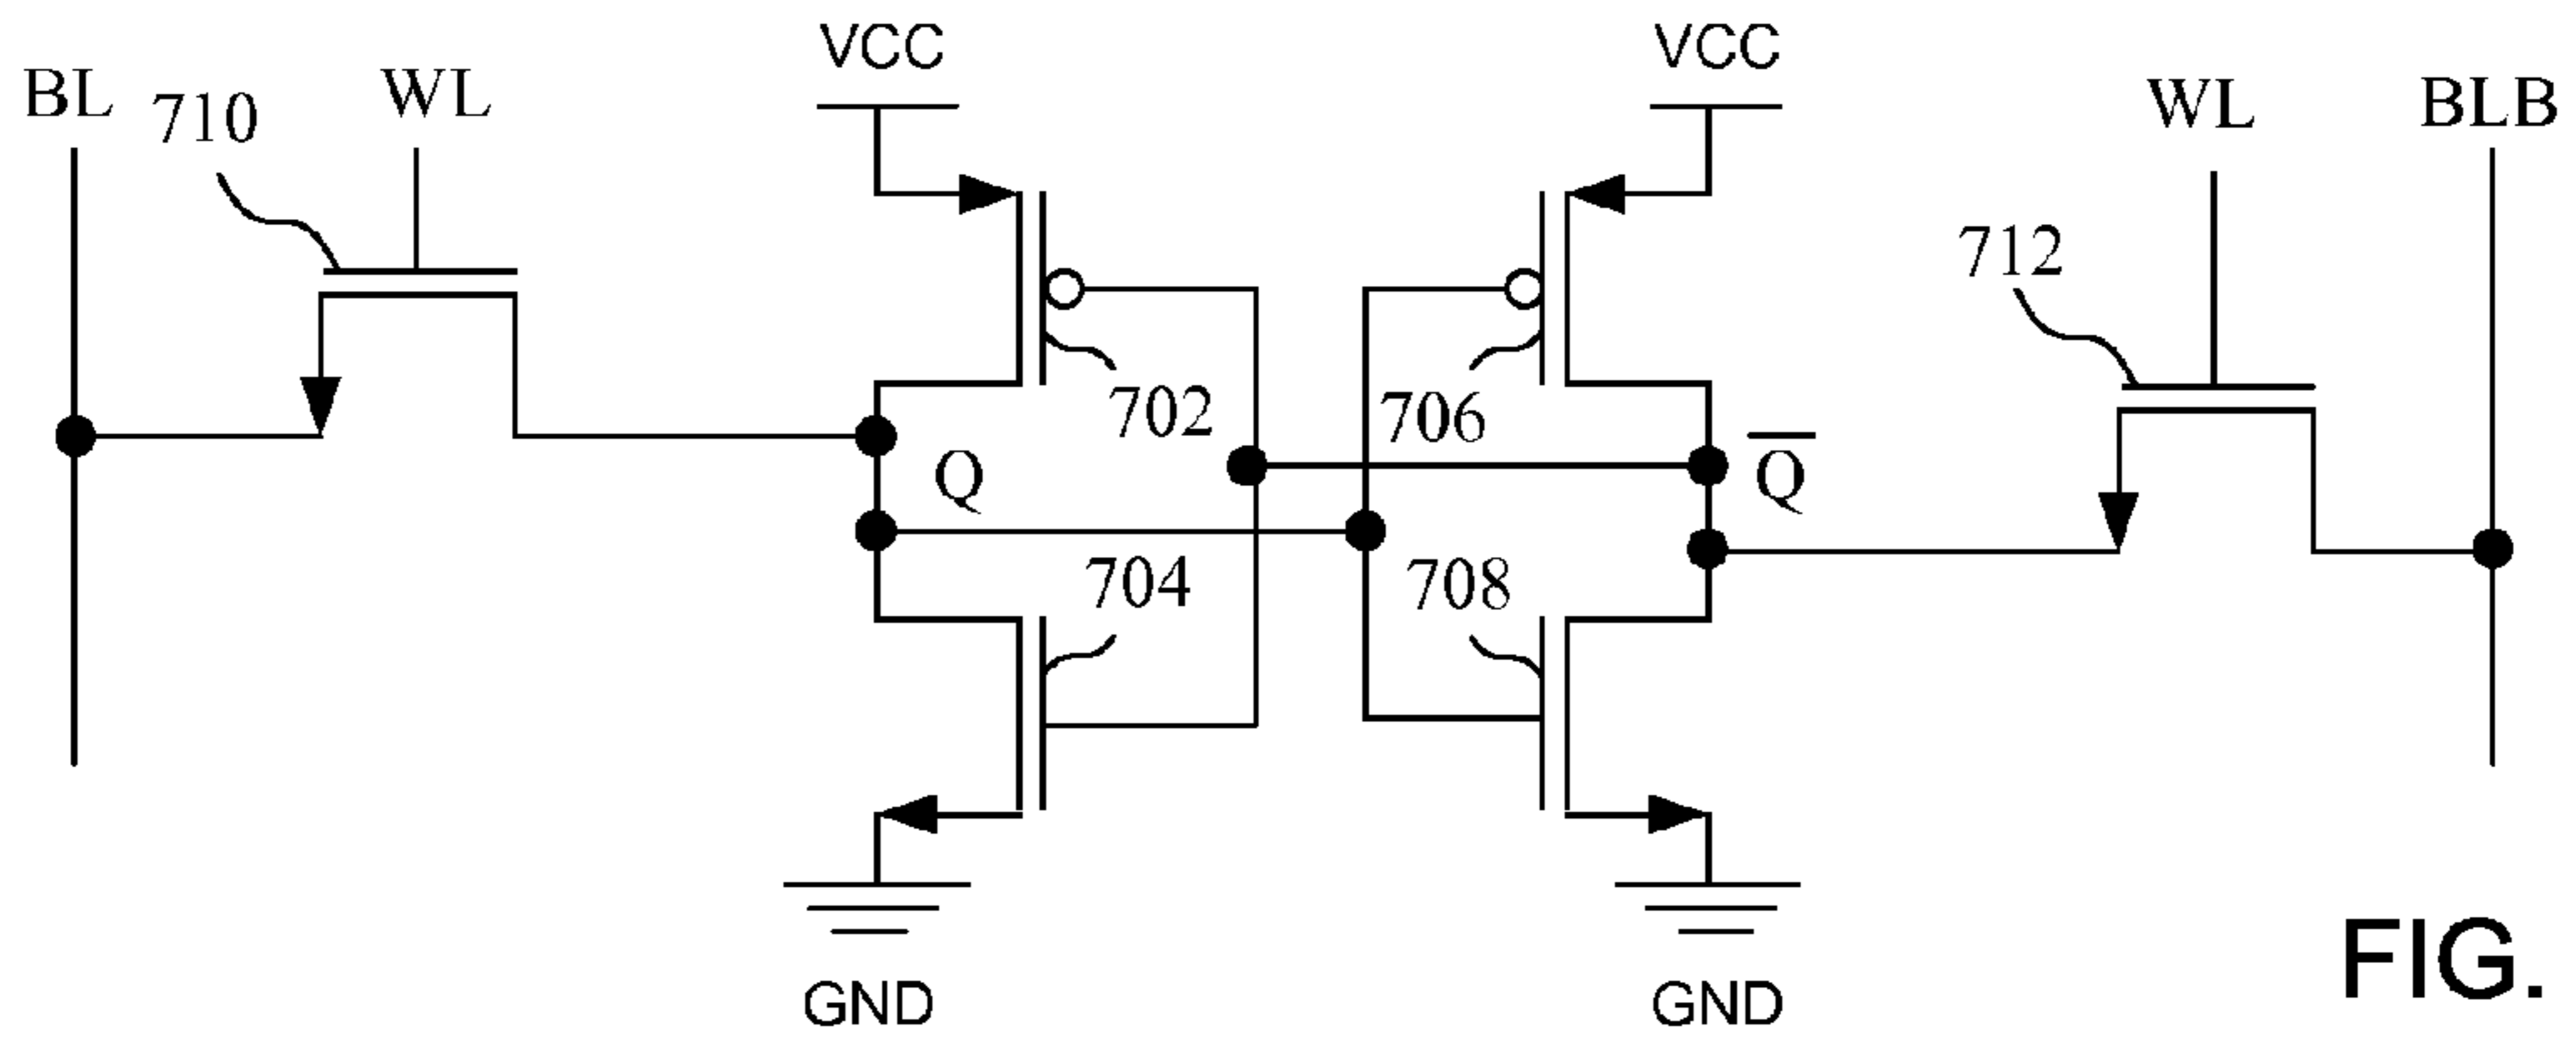 VCC
VCC
BL
710
WL
WL
BLB
712
702
706
Q
Q̅
704
708
GND
GND
FIG.